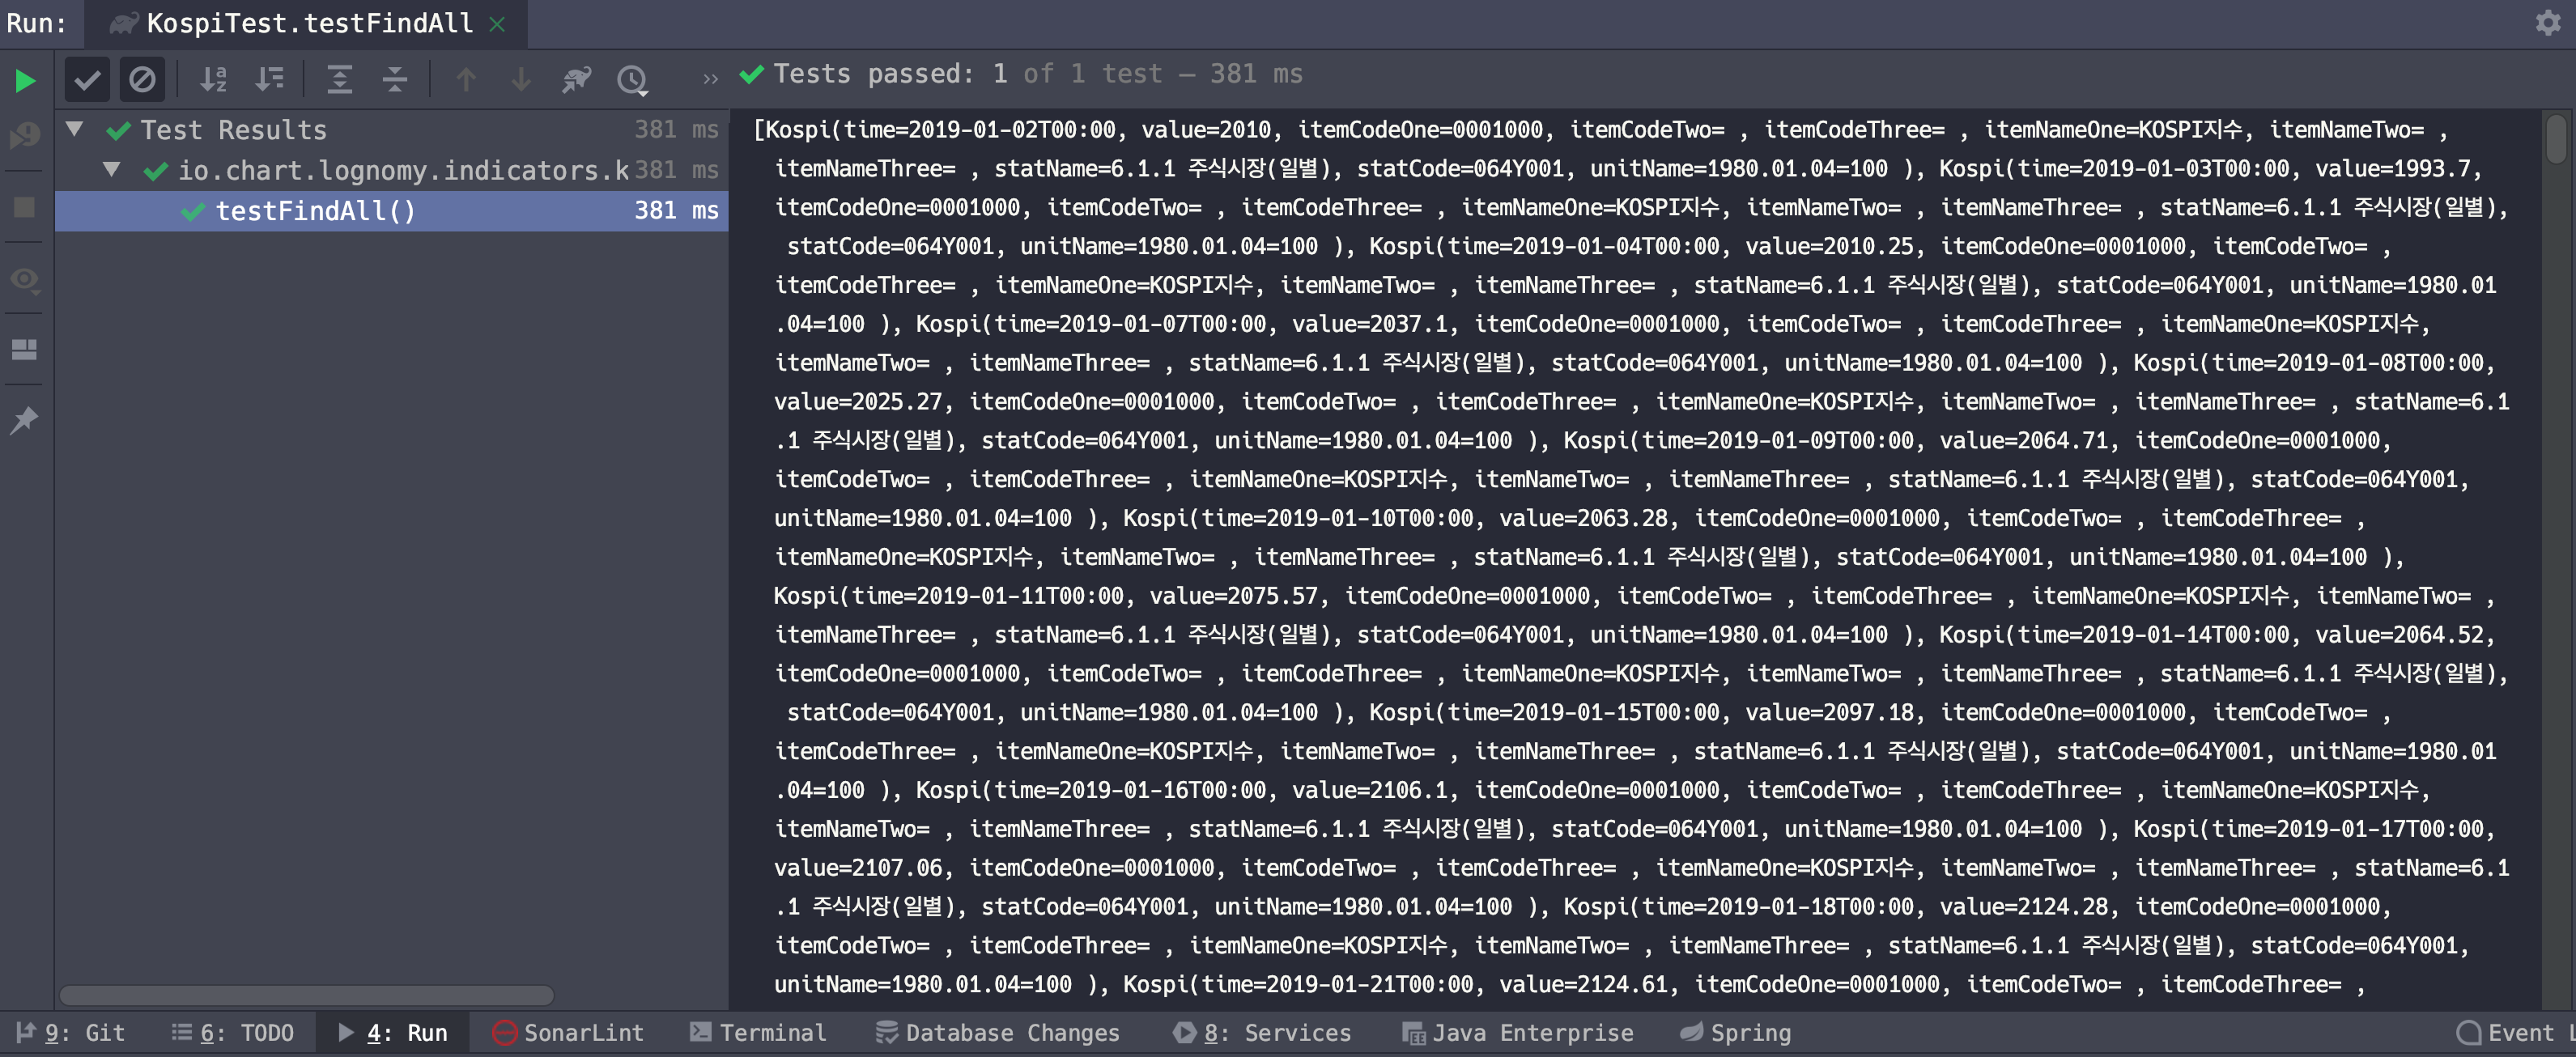 Run: KospiTest.testFindAll
Tests passed: 1 of 1 test – 381 ms
Test Results 381 ms
io.chart.lognomy.indicators.k 381 ms
testFindAll() 381 ms
[Kospi(time=2019-01-02T00:00, value=2010, itemCodeOne=0001000, itemCodeTwo= , itemCodeThree= , itemNameOne=KOSPI지수, itemNameTwo= ,
itemNameThree= , statName=6.1.1 주식시장(일별), statCode=064Y001, unitName=1980.01.04=100 ), Kospi(time=2019-01-03T00:00, value=1993.7,
itemCodeOne=0001000, itemCodeTwo= , itemCodeThree= , itemNameOne=KOSPI지수, itemNameTwo= , itemNameThree= , statName=6.1.1 주식시장(일별),
statCode=064Y001, unitName=1980.01.04=100 ), Kospi(time=2019-01-04T00:00, value=2010.25, itemCodeOne=0001000, itemCodeTwo= ,
itemCodeThree= , itemNameOne=KOSPI지수, itemNameTwo= , itemNameThree= , statName=6.1.1 주식시장(일별), statCode=064Y001, unitName=1980.01
.04=100 ), Kospi(time=2019-01-07T00:00, value=2037.1, itemCodeOne=0001000, itemCodeTwo= , itemCodeThree= , itemNameOne=KOSPI지수,
itemNameTwo= , itemNameThree= , statName=6.1.1 주식시장(일별), statCode=064Y001, unitName=1980.01.04=100 ), Kospi(time=2019-01-08T00:00,
value=2025.27, itemCodeOne=0001000, itemCodeTwo= , itemCodeThree= , itemNameOne=KOSPI지수, itemNameTwo= , itemNameThree= , statName=6.1
.1 주식시장(일별), statCode=064Y001, unitName=1980.01.04=100 ), Kospi(time=2019-01-09T00:00, value=2064.71, itemCodeOne=0001000,
itemCodeTwo= , itemCodeThree= , itemNameOne=KOSPI지수, itemNameTwo= , itemNameThree= , statName=6.1.1 주식시장(일별), statCode=064Y001,
unitName=1980.01.04=100 ), Kospi(time=2019-01-10T00:00, value=2063.28, itemCodeOne=0001000, itemCodeTwo= , itemCodeThree= ,
itemNameOne=KOSPI지수, itemNameTwo= , itemNameThree= , statName=6.1.1 주식시장(일별), statCode=064Y001, unitName=1980.01.04=100 ),
Kospi(time=2019-01-11T00:00, value=2075.57, itemCodeOne=0001000, itemCodeTwo= , itemCodeThree= , itemNameOne=KOSPI지수, itemNameTwo= ,
itemNameThree= , statName=6.1.1 주식시장(일별), statCode=064Y001, unitName=1980.01.04=100 ), Kospi(time=2019-01-14T00:00, value=2064.52,
itemCodeOne=0001000, itemCodeTwo= , itemCodeThree= , itemNameOne=KOSPI지수, itemNameTwo= , itemNameThree= , statName=6.1.1 주식시장(일별),
statCode=064Y001, unitName=1980.01.04=100 ), Kospi(time=2019-01-15T00:00, value=2097.18, itemCodeOne=0001000, itemCodeTwo= ,
itemCodeThree= , itemNameOne=KOSPI지수, itemNameTwo= , itemNameThree= , statName=6.1.1 주식시장(일별), statCode=064Y001, unitName=1980.01
.04=100 ), Kospi(time=2019-01-16T00:00, value=2106.1, itemCodeOne=0001000, itemCodeTwo= , itemCodeThree= , itemNameOne=KOSPI지수,
itemNameTwo= , itemNameThree= , statName=6.1.1 주식시장(일별), statCode=064Y001, unitName=1980.01.04=100 ), Kospi(time=2019-01-17T00:00,
value=2107.06, itemCodeOne=0001000, itemCodeTwo= , itemCodeThree= , itemNameOne=KOSPI지수, itemNameTwo= , itemNameThree= , statName=6.1
.1 주식시장(일별), statCode=064Y001, unitName=1980.01.04=100 ), Kospi(time=2019-01-18T00:00, value=2124.28, itemCodeOne=0001000,
itemCodeTwo= , itemCodeThree= , itemNameOne=KOSPI지수, itemNameTwo= , itemNameThree= , statName=6.1.1 주식시장(일별), statCode=064Y001,
unitName=1980.01.04=100 ), Kospi(time=2019-01-21T00:00, value=2124.61, itemCodeOne=0001000, itemCodeTwo= , itemCodeThree= ,
9: Git 6: TODO 4: Run SonarLint Terminal Database Changes 8: Services Java Enterprise Spring Event L